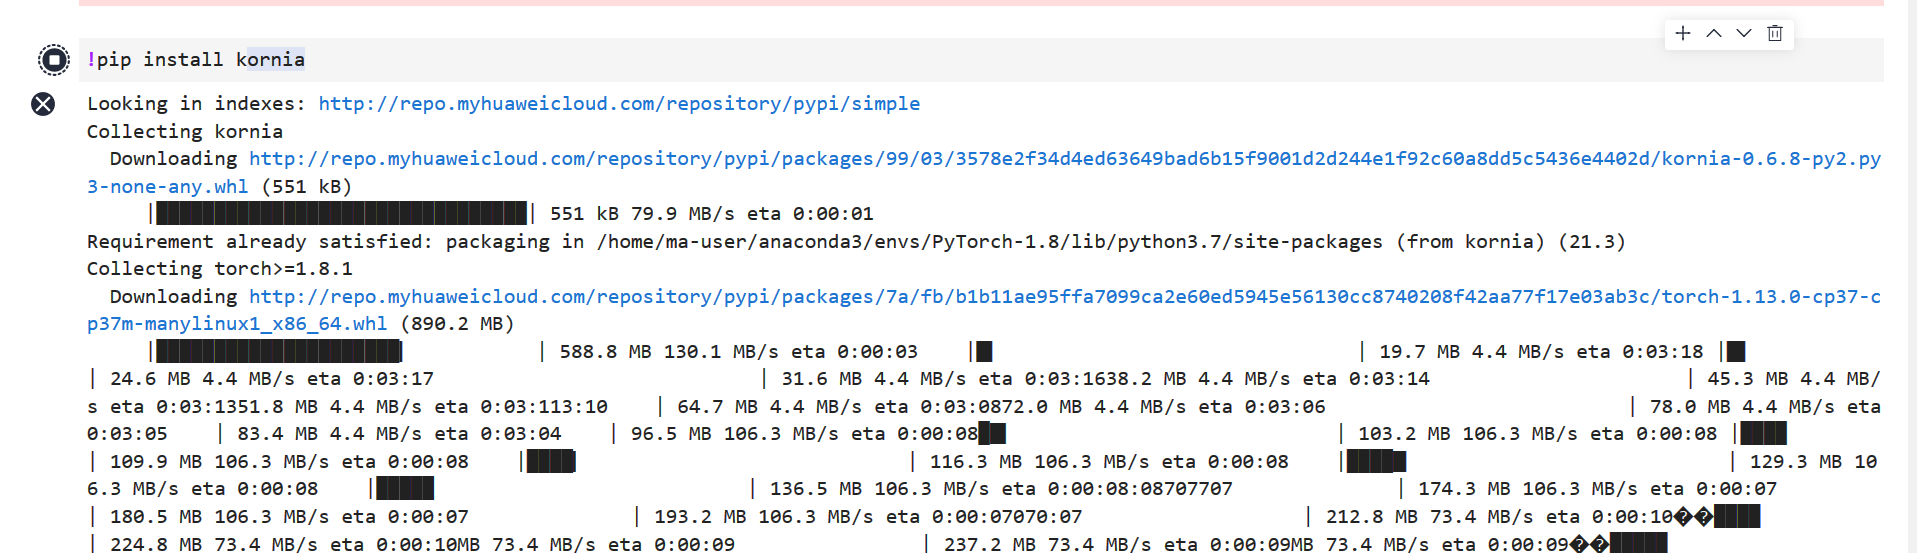 !pip install kornia
Looking in indexes: http://repo.myhuaweicloud.com/repository/pypi/simple
Collecting kornia
Downloading http://repo.myhuaweicloud.com/repository/pypi/packages/99/03/3578e2f34d4ed63649bad6b15f9001d2d244e1f92c60a8dd5c5436e4402d/kornia-0.6.8-py2.py
3-none-any.whl (551 kB)
|████████████████████████████████| 551 kB 79.9 MB/s eta 0:00:01
Requirement already satisfied: packaging in /home/ma-user/anaconda3/envs/PyTorch-1.8/lib/python3.7/site-packages (from kornia) (21.3)
Collecting torch>=1.8.1
Downloading http://repo.myhuaweicloud.com/repository/pypi/packages/7a/fb/b1b11ae95ffa7099ca2e60ed5945e56130cc8740208f42aa77f17e03ab3c/torch-1.13.0-cp37-c
p37m-manylinux1_x86_64.whl (890.2 MB)
|█████████████████████▏ | 588.8 MB 130.1 MB/s eta 0:00:03 |█▎ | 19.7 MB 4.4 MB/s eta 0:03:18 |█▌
| 24.6 MB 4.4 MB/s eta 0:03:17 | 31.6 MB 4.4 MB/s eta 0:03:1638.2 MB 4.4 MB/s eta 0:03:14 | 45.3 MB 4.4 MB/
s eta 0:03:1351.8 MB 4.4 MB/s eta 0:03:113:10 | 64.7 MB 4.4 MB/s eta 0:03:0872.0 MB 4.4 MB/s eta 0:03:06 | 78.0 MB 4.4 MB/s eta
0:03:05 | 83.4 MB 4.4 MB/s eta 0:03:04 | 96.5 MB 106.3 MB/s eta 0:00:08█▊ | 103.2 MB 106.3 MB/s eta 0:00:08 |████
| 109.9 MB 106.3 MB/s eta 0:00:08 |████▏ | 116.3 MB 106.3 MB/s eta 0:00:08 |█████ | 129.3 MB 10
6.3 MB/s eta 0:00:08 |█████ | 136.5 MB 106.3 MB/s eta 0:00:08:08707707 | 174.3 MB 106.3 MB/s eta 0:00:07
| 180.5 MB 106.3 MB/s eta 0:00:07 | 193.2 MB 106.3 MB/s eta 0:00:07070:07 | 212.8 MB 73.4 MB/s eta 0:00:10��████
| 224.8 MB 73.4 MB/s eta 0:00:10MB 73.4 MB/s eta 0:00:09 | 237.2 MB 73.4 MB/s eta 0:00:09MB 73.4 MB/s eta 0:00:09��█████